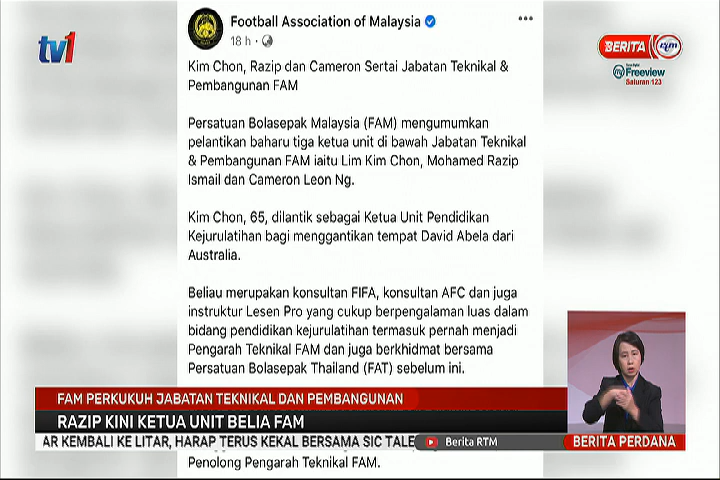 Football Association of Malaysia
18 h
tv1
BERITA rtm
myFreeview
Saluran 123
Kim Chon, Razip dan Cameron Sertai Jabatan Teknikal &
Pembangunan FAM
Persatuan Bolasepak Malaysia (FAM) mengumumkan
pelantikan baharu tiga ketua unit di bawah Jabatan Teknikal
& Pembangunan FAM iaitu Lim Kim Chon, Mohamed Razip
Ismail dan Cameron Leon Ng.
Kim Chon, 65, dilantik sebagai Ketua Unit Pendidikan
Kejurulatihan bagi menggantikan tempat David Abela dari
Australia.
Beliau merupakan konsultan FIFA, konsultan AFC dan juga
instruktur Lesen Pro yang cukup berpengalaman luas dalam
bidang pendidikan kejurulatihan termasuk pernah menjadi
Pengarah Teknikal FAM dan juga berkhidmat bersama
Persatuan Bolasepak Thailand (FAT) sebelum ini.
FAM PERKUKUH JABATAN TEKNIKAL DAN PEMBANGUNAN
RAZIP KINI KETUA UNIT BELIA FAM
AR KEMBALI KE LITAR, HARAP TERUS KEKAL BERSAMA SIC TALE
Berita RTM
BERITA PERDANA
Penolong Pengarah Teknikal FAM.